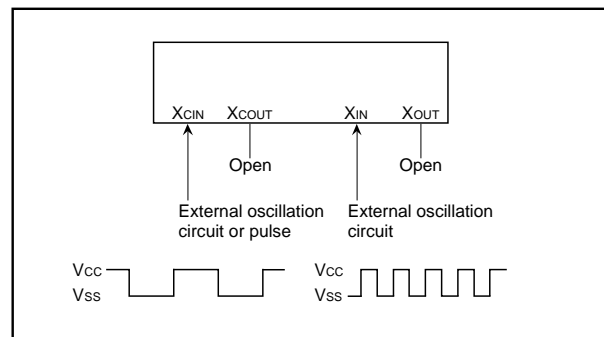 XCIN XCOUT XIN XOUT
Open Open
External oscillation
circuit or pulse
External oscillation
circuit
Vcc
Vss
Vcc
Vss